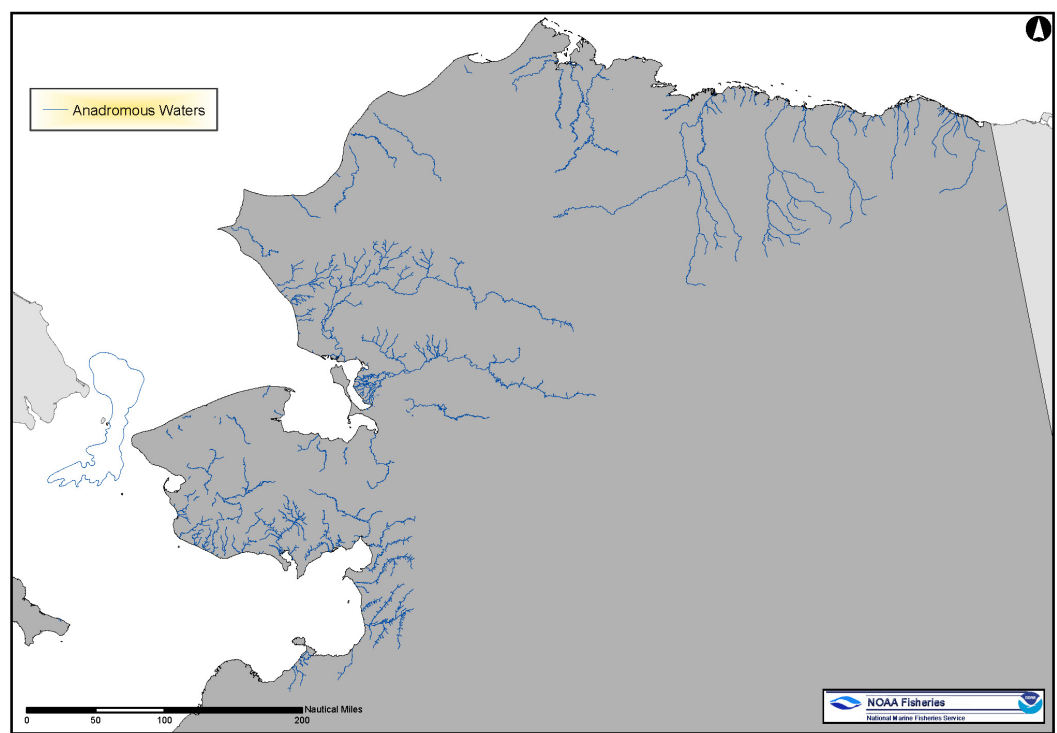 Anadromous Waters
Nautical Miles
0 50 100 200
NOAA Fisheries
National Marine Fisheries Service